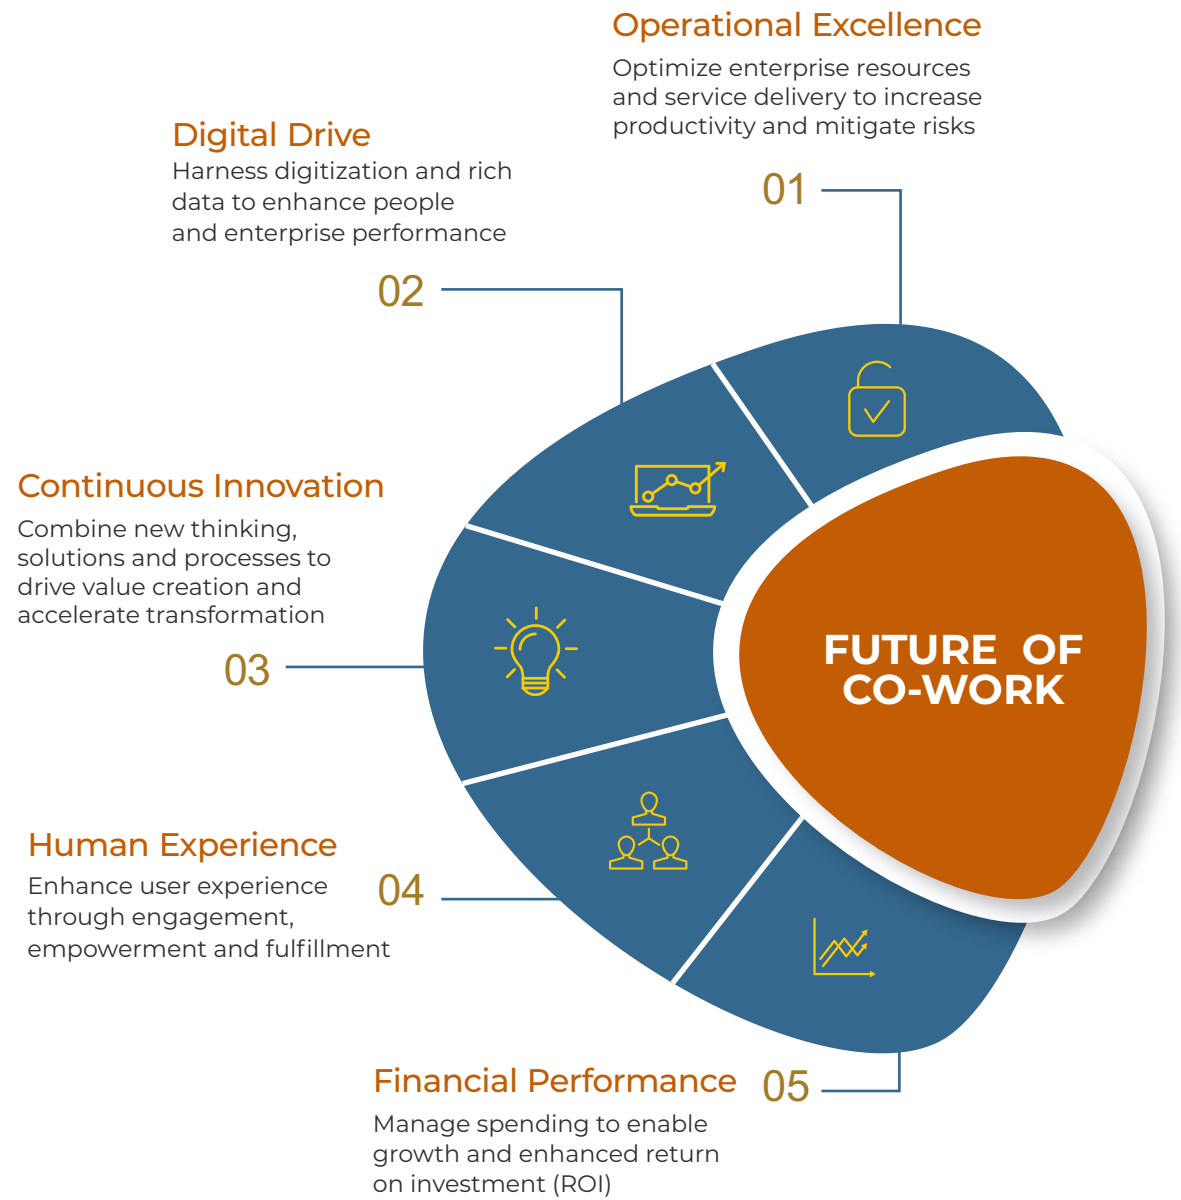 Operational Excellence
Optimize enterprise resources
and service delivery to increase
productivity and mitigate risks
01
Digital Drive
Harness digitization and rich
data to enhance people
and enterprise performance
02
Continuous Innovation
Combine new thinking,
solutions and processes to
drive value creation and
accelerate transformation
03
FUTURE OF
CO-WORK
Human Experience
Enhance user experience
through engagement,
empowerment and fulfillment
04
Financial Performance
Manage spending to enable
growth and enhanced return
on investment (ROI)
05